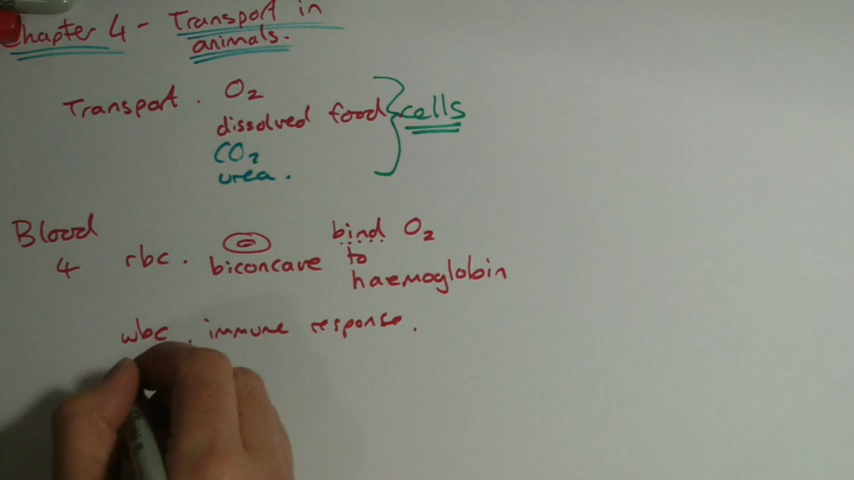 Chapter 4 - Transport in
animals.
Transport . O2
dissolved food } cells
CO2
urea .
Blood
4
rbc . biconcave
bind O2
to
haemoglobin
wbc . immune response .